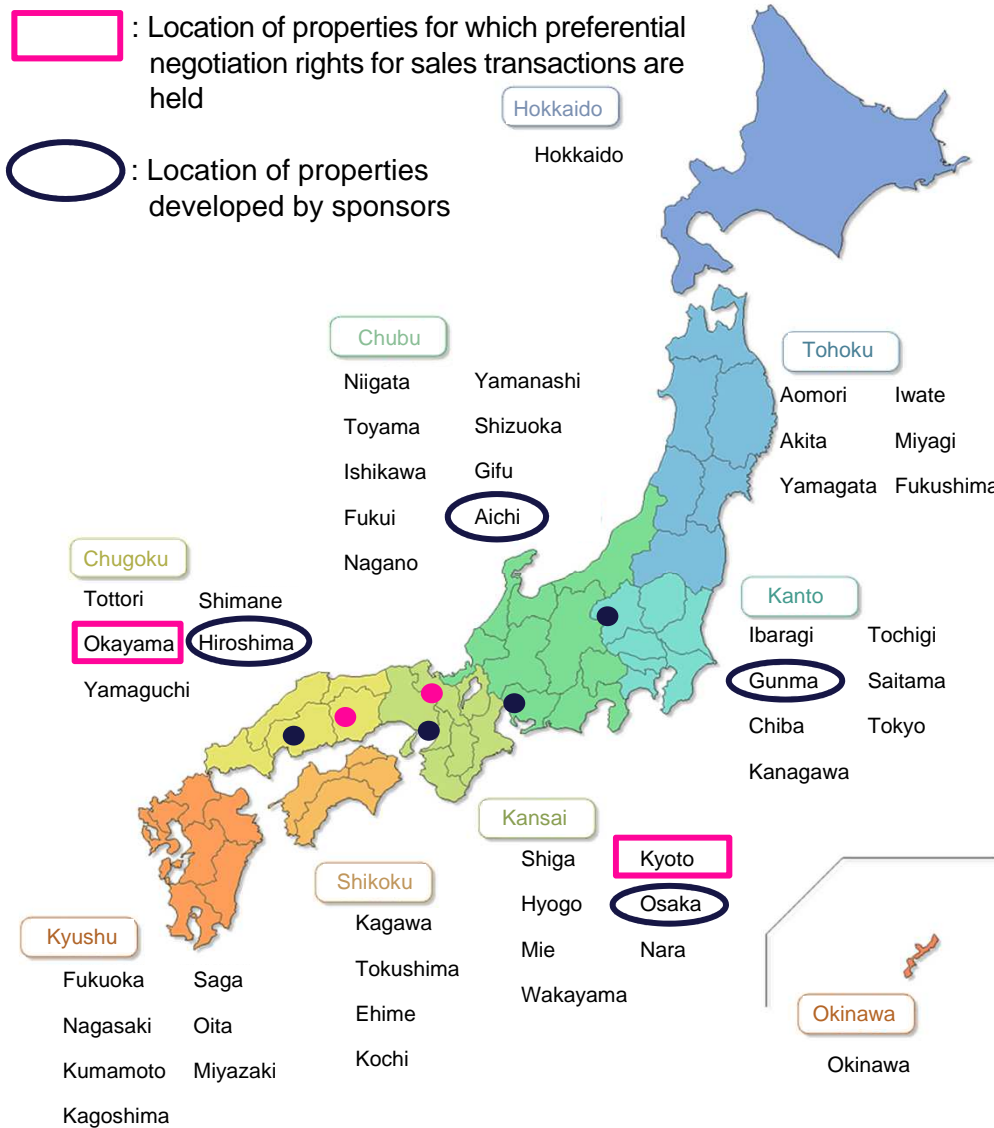 : Location of properties for which preferential
negotiation rights for sales transactions are
held
: Location of properties
developed by sponsors
Hokkaido
Hokkaido
Chubu
Niigata Yamanashi
Toyama Shizuoka
Ishikawa Gifu
Fukui Aichi
Nagano
Tohoku
Aomori Iwate
Akita Miyagi
Yamagata Fukushima
Chugoku
Tottori Shimane
Okayama Hiroshima
Yamaguchi
Kanto
Ibaragi Tochigi
Gunma Saitama
Chiba Tokyo
Kanagawa
Kansai
Shiga Kyoto
Hyogo Osaka
Mie Nara
Wakayama
Shikoku
Kagawa
Tokushima
Ehime
Kochi
Kyushu
Fukuoka Saga
Nagasaki Oita
Kumamoto Miyazaki
Kagoshima
Okinawa
Okinawa